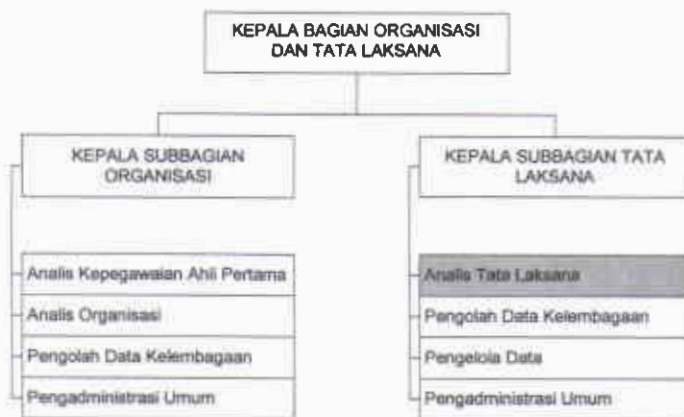 KEPALA BAGIAN ORGANISASI
DAN TATA LAKSANA
KEPALA SUBBAGIAN
ORGANISASI
Analis Kepegawaian Ahli Pertama
Analis Organisasi
Pengolah Data Kelembagaan
Pengadministrasi Umum
KEPALA SUBBAGIAN TATA
LAKSANA
Analis Tata Laksana
Pengolah Data Kelembagaan
Pengelola Data
Pengadministrasi Umum